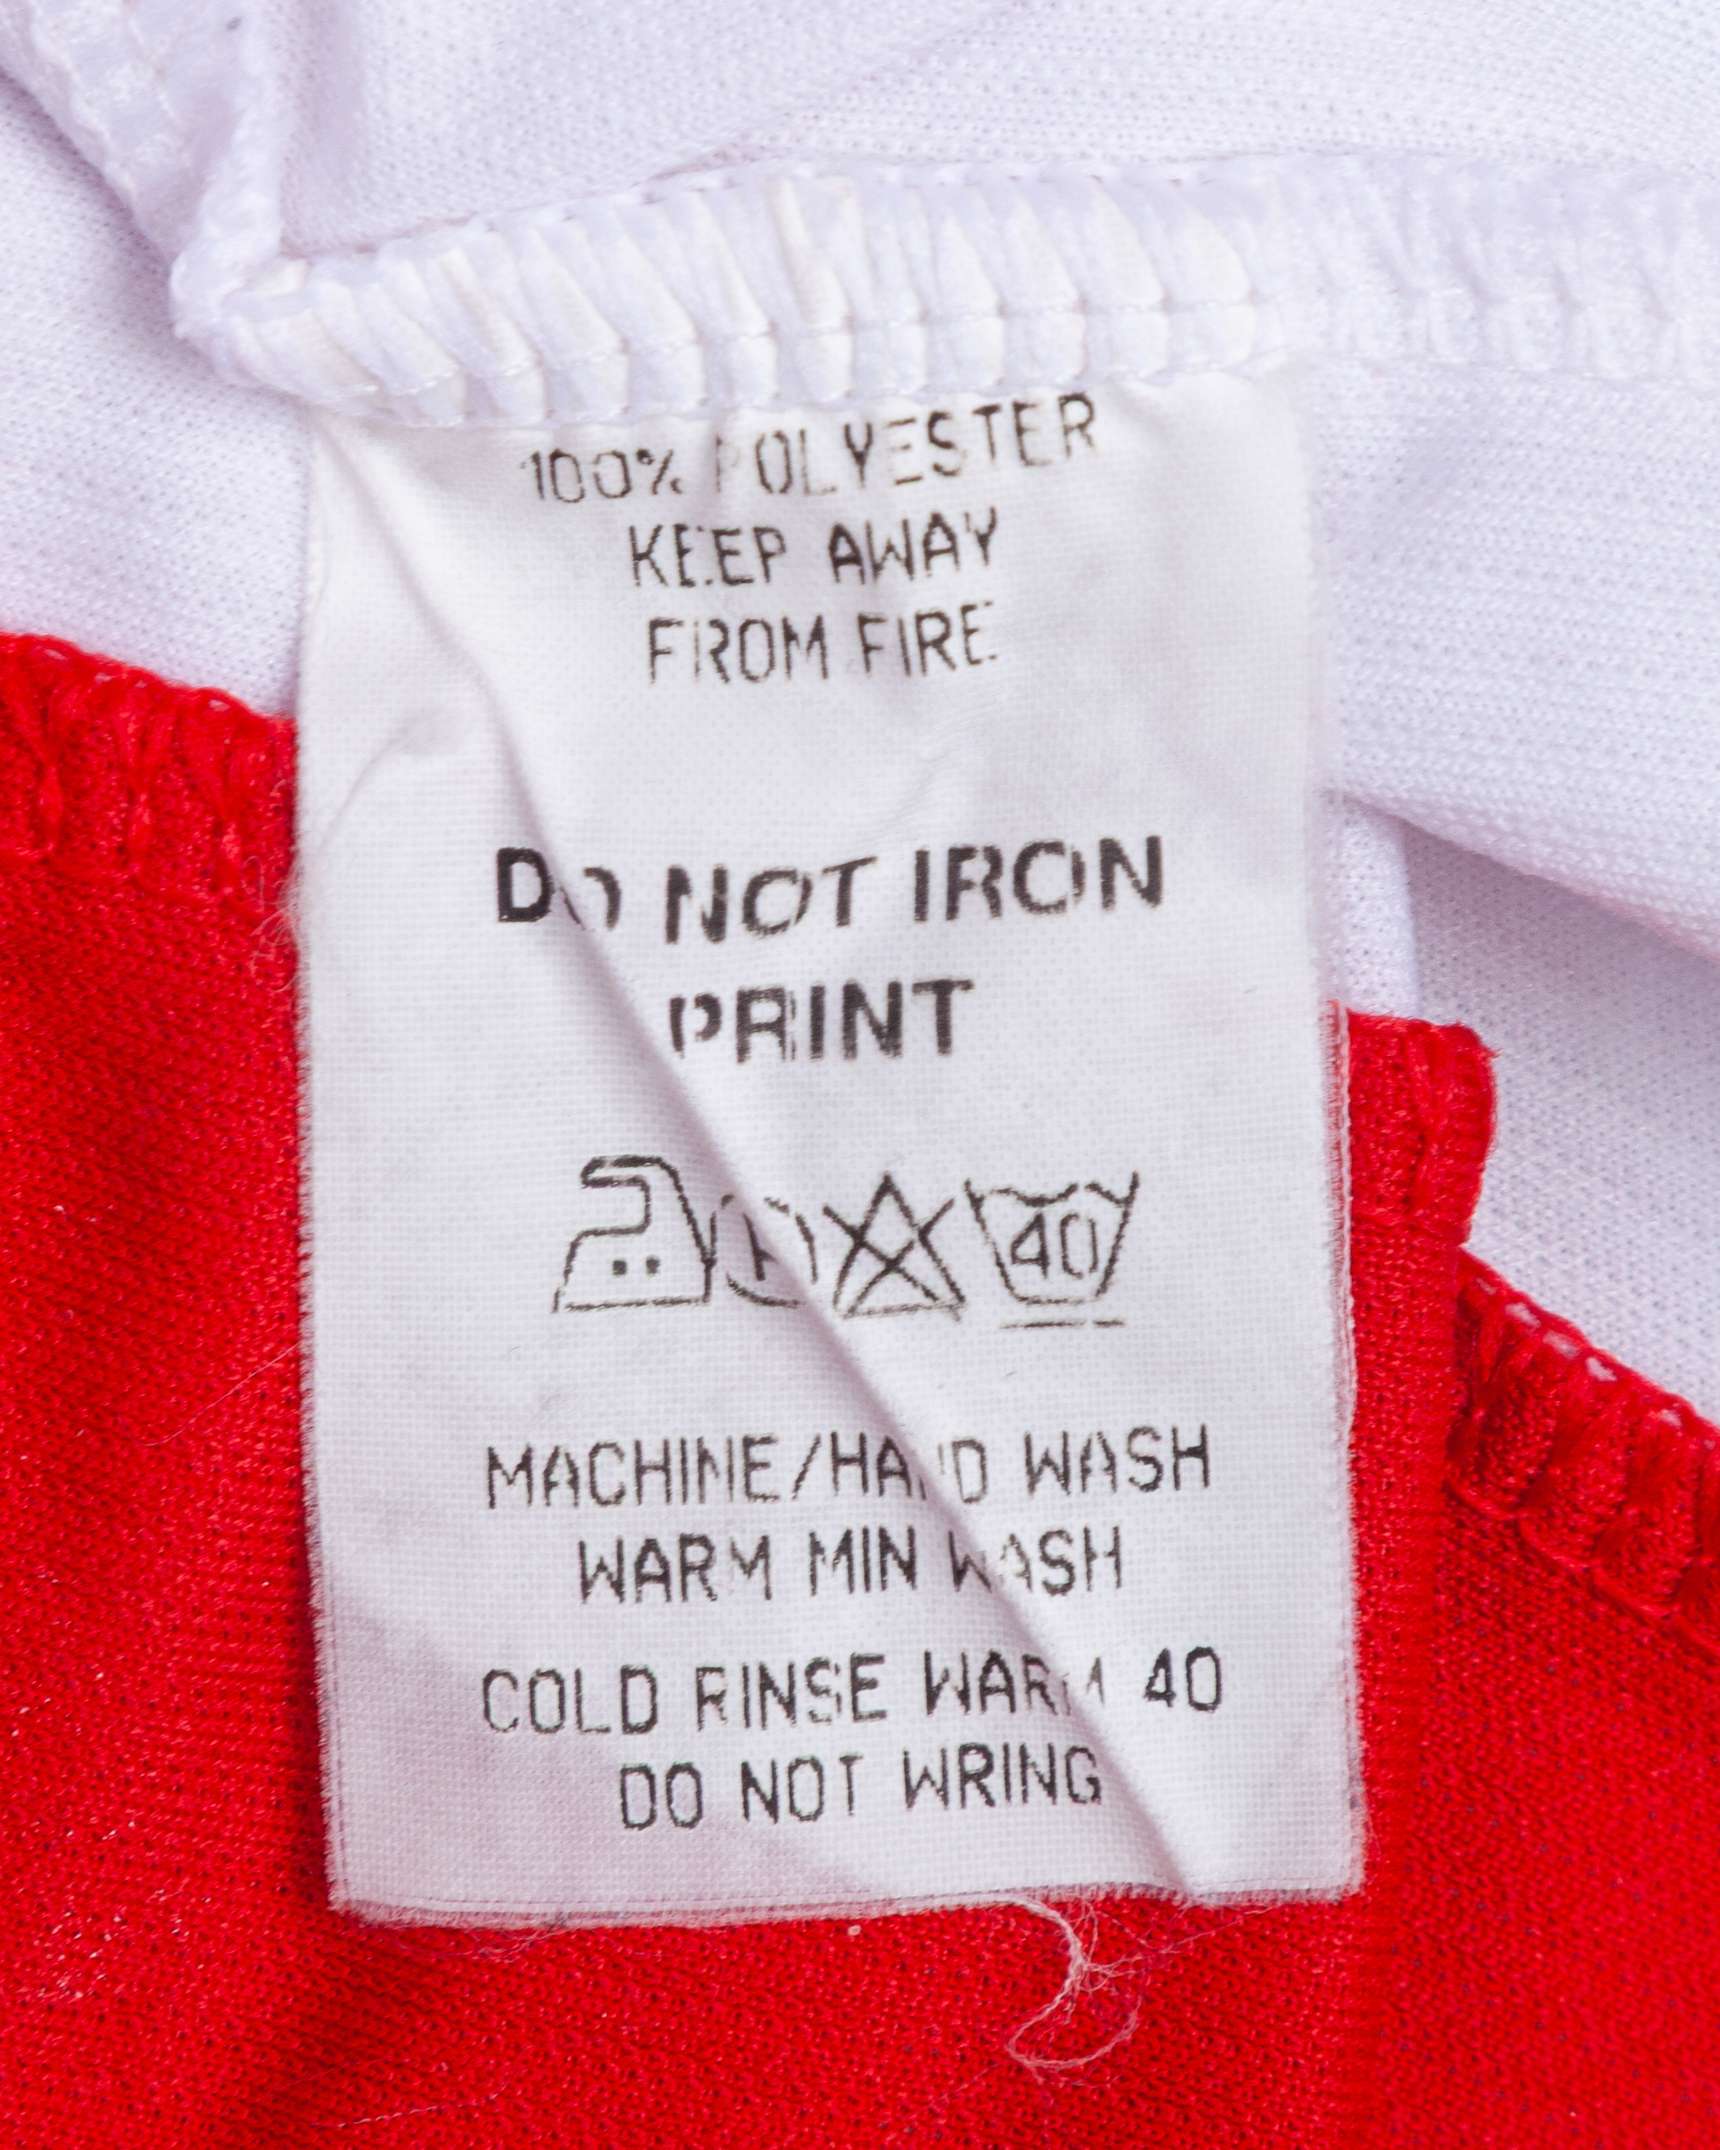 100% POLYESTER
KEEP AWAY
FROM FIRE
DO NOT IRON
PRINT
40
MACHINE/HAND WASH
WARM MIN WASH
COLD RINSE WARM 40
DO NOT WRING